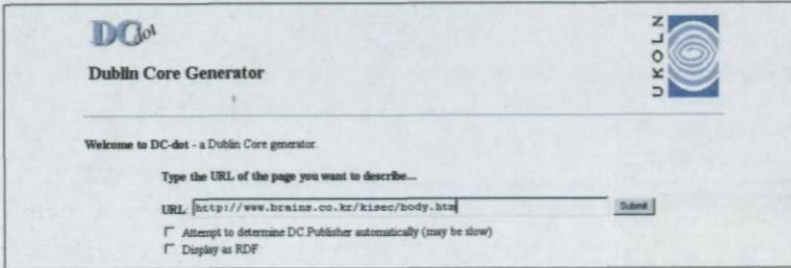 DCdot
UKOLN
Dublin Core Generator
Welcome to DC-dot - a Dublin Core generator.
Type the URL of the page you want to describe...
URL: http://www.brains.co.kr/kisec/body.htm Submit
Attempt to determine DC.Publisher automatically (may be slow)
Display as RDF